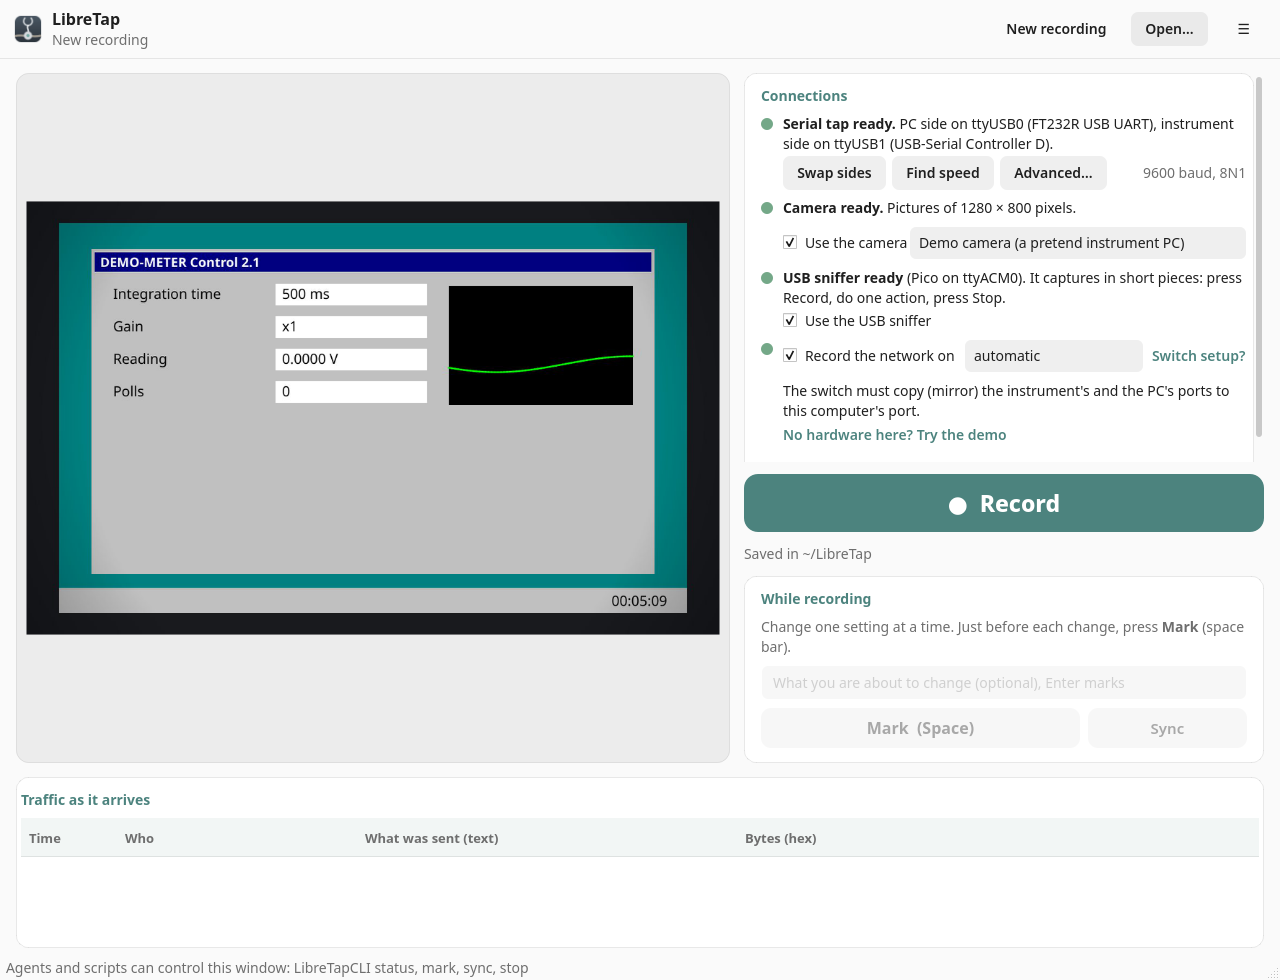 LibreTap
New recording
New recording
Open...
☰
DEMO-METER Control 2.1
Integration time
500 ms
Gain
x1
Reading
0.0000 V
Polls
0
00:05:09
Connections
Serial tap ready. PC side on ttyUSB0 (FT232R USB UART), instrument
side on ttyUSB1 (USB-Serial Controller D).
Swap sides
Find speed
Advanced...
9600 baud, 8N1
Camera ready. Pictures of 1280 × 800 pixels.
Use the camera
Demo camera (a pretend instrument PC)
USB sniffer ready (Pico on ttyACM0). It captures in short pieces: press
Record, do one action, press Stop.
Use the USB sniffer
Record the network on
automatic
Switch setup?
The switch must copy (mirror) the instrument's and the PC's ports to
this computer's port.
No hardware here? Try the demo
● Record
Saved in ~/LibreTap
While recording
Change one setting at a time. Just before each change, press Mark (space
bar).
What you are about to change (optional), Enter marks
Mark (Space)
Sync
Traffic as it arrives
Time
Who
What was sent (text)
Bytes (hex)
Agents and scripts can control this window: LibreTapCLI status, mark, sync, stop